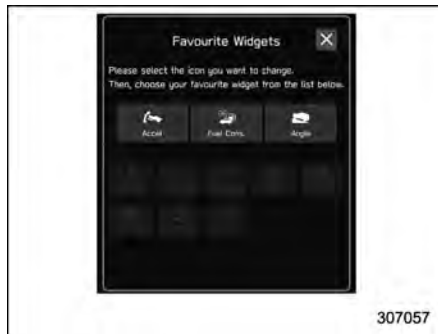 Favourite Widgets
Please select the icon you want to change.
Then, choose your favourite widget from the list below.
Accel Fuel Cons. Angle
307057